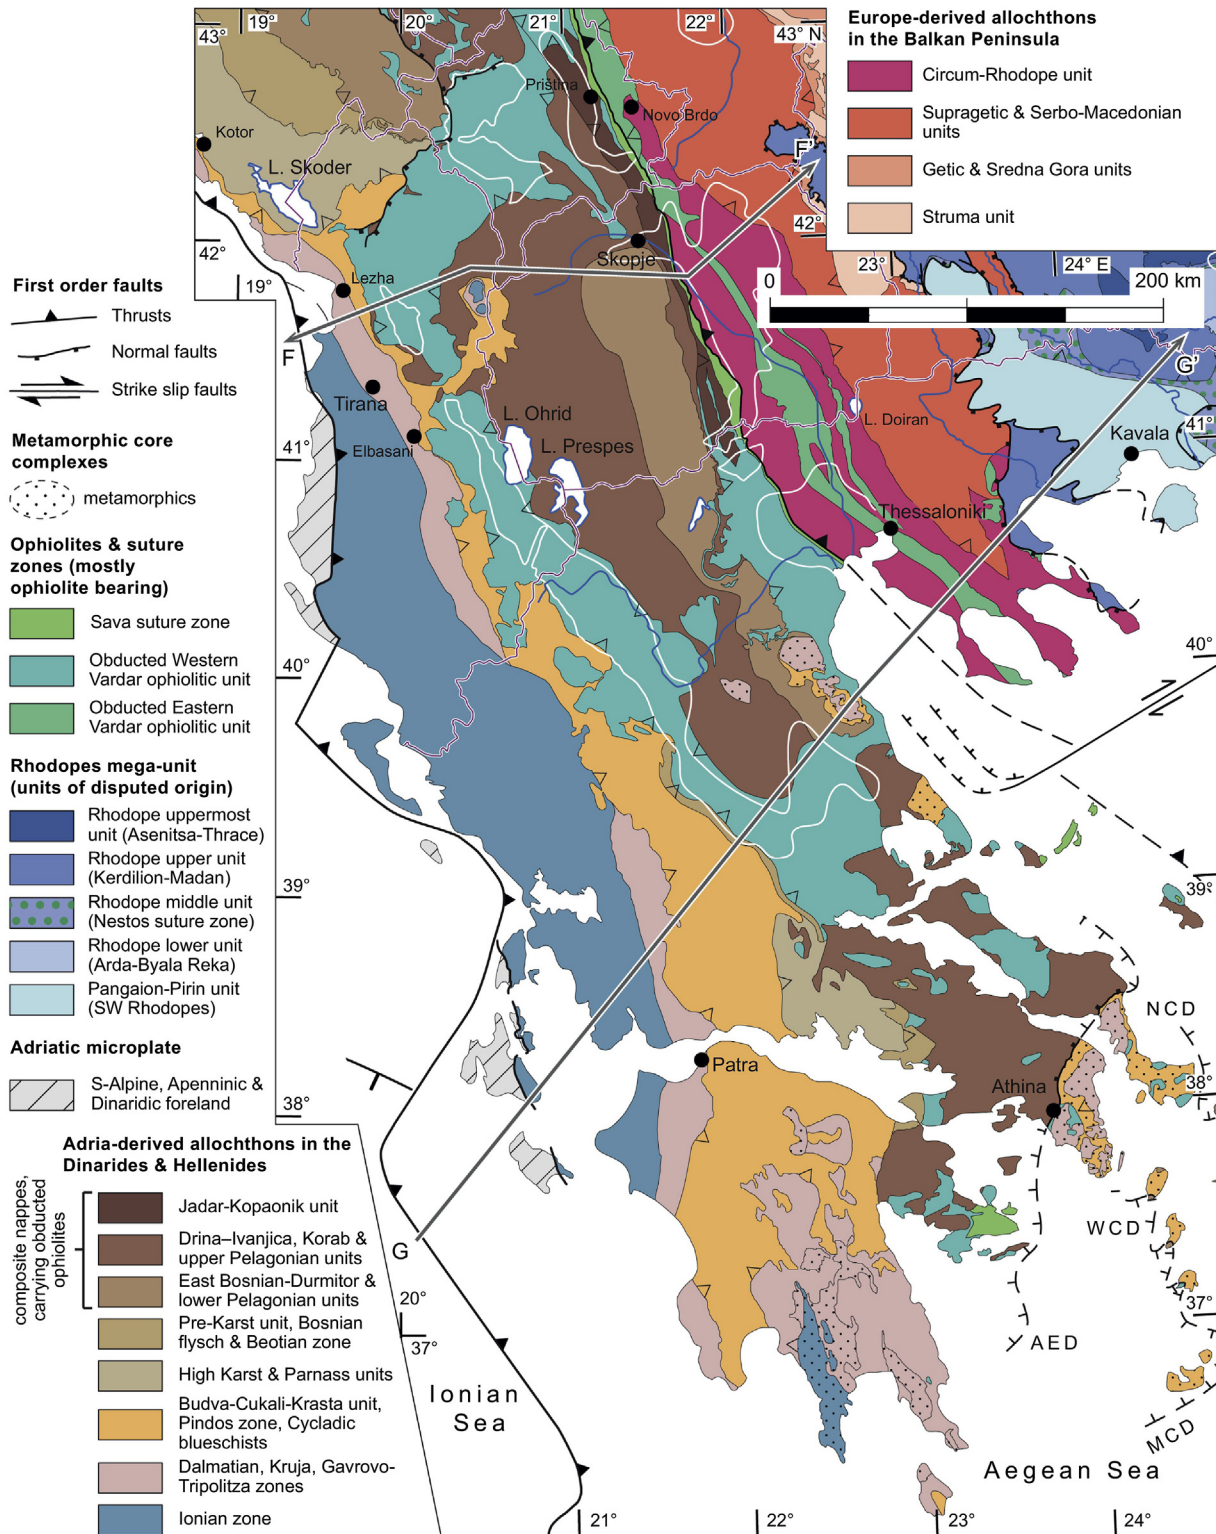 Europe-derived allochthons
in the Balkan Peninsula
Circum-Rhodope unit
Supragetic & Serbo-Macedonian
units
Getic & Sredna Gora units
Struma unit
19°
20°
21°
22°
43°
43° N
Priština
Novo Brdo
Kotor
L. Skoder
F'
42°
42°
Skopje
23°
24° E
19°
Lezha
0
200 km
F
G'
First order faults
Thrusts
Normal faults
Strike slip faults
Tirana
Elbasani
L. Ohrid
L. Prespes
L. Doiran
41°
41°
Kavala
Thessaloniki
Metamorphic core
complexes
metamorphics
Ophiolites & suture
zones (mostly
ophiolite bearing)
Sava suture zone
Obducted Western
Vardar ophiolitic unit
Obducted Eastern
Vardar ophiolitic unit
40°
40°
Rhodopes mega-unit
(units of disputed origin)
Rhodope uppermost
unit (Asenitsa-Thrace)
Rhodope upper unit
(Kerdilion-Madan)
Rhodope middle unit
(Nestos suture zone)
Rhodope lower unit
(Arda-Byala Reka)
Pangaion-Pirin unit
(SW Rhodopes)
39°
39°
NCD
Adriatic microplate
S-Alpine, Apenninic &
Dinaridic foreland
Patra
Athina
38°
38°
Adria-derived allochthons in the
Dinarides & Hellenides
composite nappes,
carrying obducted
ophiolites
Jadar-Kopaonik unit
Drina–Ivanjica, Korab &
upper Pelagonian units
East Bosnian-Durmitor &
lower Pelagonian units
Pre-Karst unit, Bosnian
flysch & Beotian zone
High Karst & Parnass units
Budva-Cukali-Krasta unit,
Pindos zone, Cycladic
blueschists
Dalmatian, Kruja, Gavrovo-
Tripolitza zones
Ionian zone
G
WCD
20°
37°
37°
AED
MCD
Ionian
Sea
Aegean Sea
21°
22°
23°
24°